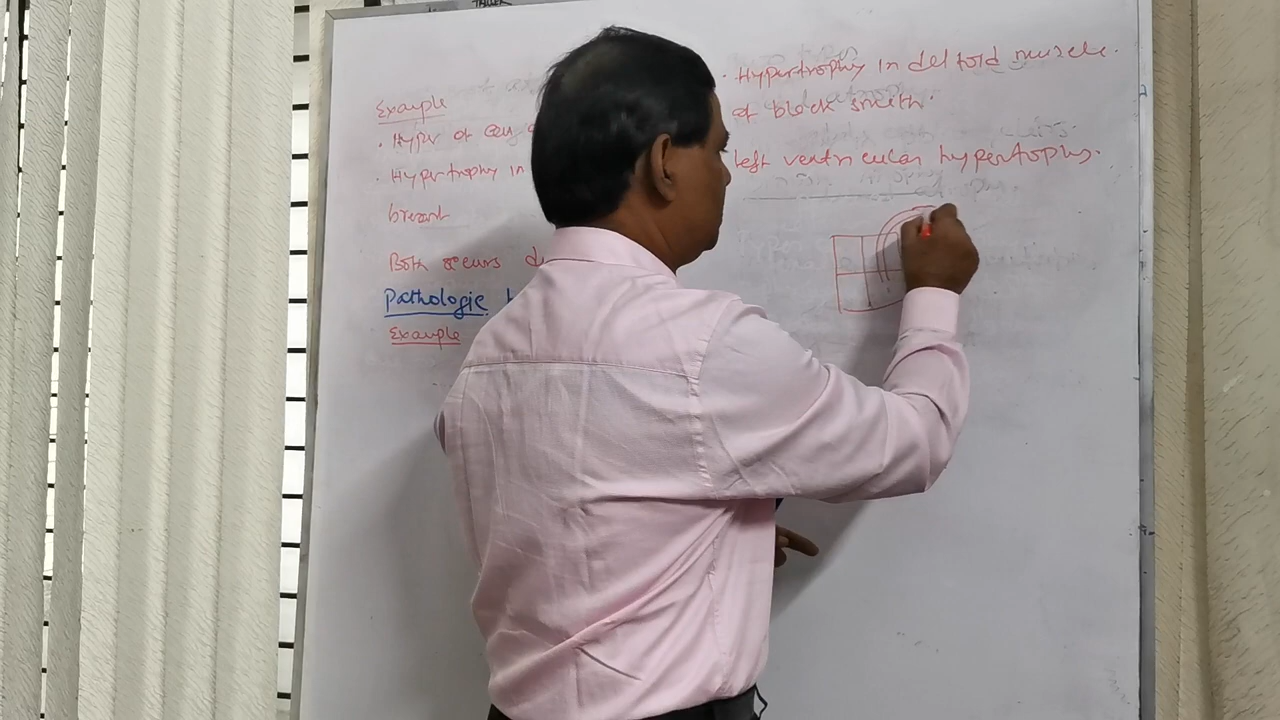 Example
. Hyper of
. Hypertrophy in
breast
Both occurs
Pathologic
Example
. Hypertrophy in deltoid muscle.
of black smith.
left ventricular hypertophy.